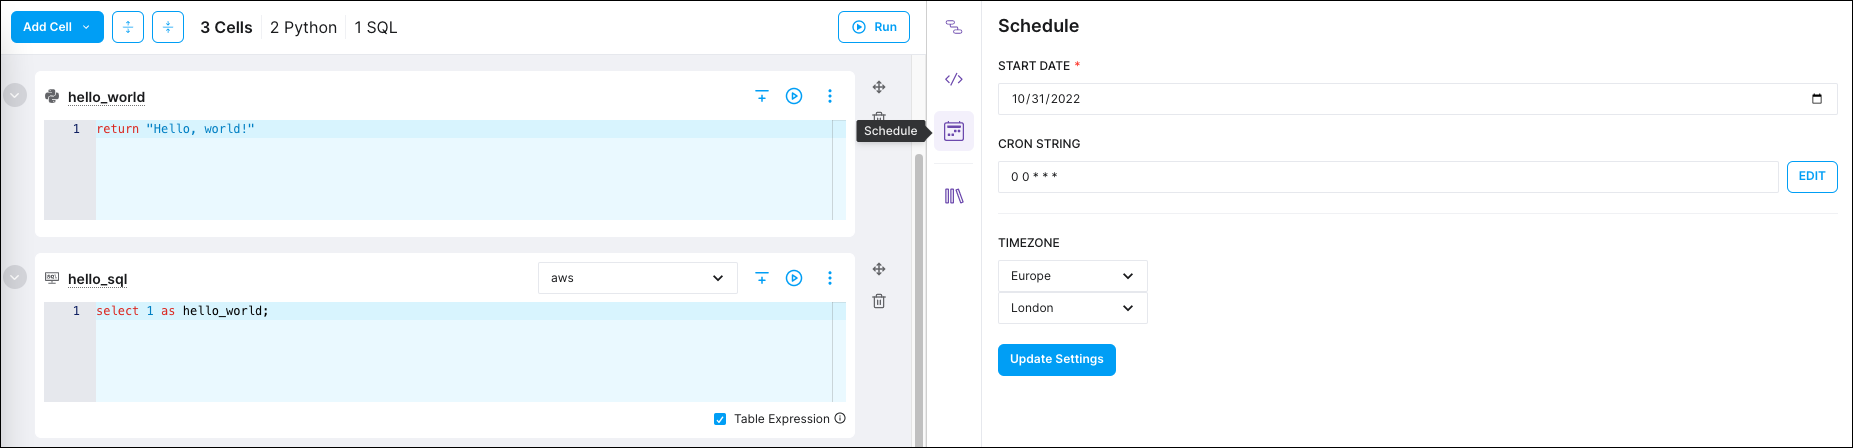 Add Cell
3 Cells 2 Python 1 SQL
Run
hello_world
1 return "Hello, world!"
hello_sql
aws
1 select 1 as hello_world;
Table Expression
Schedule
Schedule
START DATE *
10/31/2022
CRON STRING
0 0 * * *
EDIT
TIMEZONE
Europe
London
Update Settings